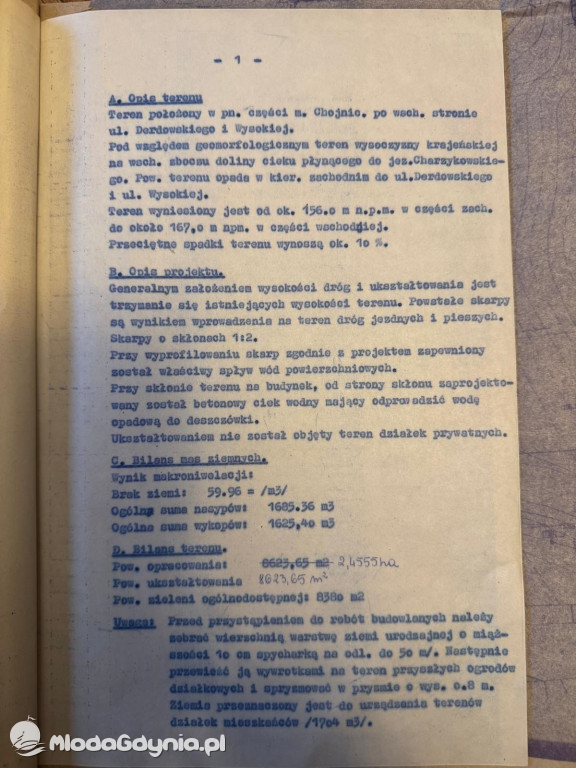 - 1 -
A. Opis terenu
Teren położony w pn. części m. Chojnic. po wsch. stronie
ul. Derdowskiego i Wysokiej.
Pod względem geomorfologicznym teren wysoczyzny krajeńskiej
na wsch. zboczu doliny cieku płynącego do jez.Charzykowskie-
go. Pow. terenu opada w kier. zachodnim do ul.Derdowskiego
i ul. Wysokiej.
Teren wyniosiony jest od ok. 156.0 m n.p.m. w części zach.
do około 167,0 m npm. w części wschodniej.
Przeciętne spadki terenu wynoszą ok. 10 %.
B. Opis projektu.
Generalnym założeniem wysokości dróg i ukształtowania jest
trzymanie się istniejących wysokości terenu. Powstałe skarpy
są wynikiem wprowadzenia na teren dróg jezdnych i pieszych.
Skarpy o skłonach 1:2.
Przy wyprofilowaniu skarp zgodnie z projektem zapewniony
został właściwy spływ wód powierzchniowych.
Przy skłonie terenu na budynek, od strony skłonu zaprojekto-
wany został betonowy ciek wodny mający odprowadzić wodę
opadową do deszczówki.
Ukształtowaniem nie został objęty teren działek prywatnych.
C. Bilans mas ziemnych.
Wynik makroniwelacji:
Brak ziemi: 59.96 = /m3/
Ogólna suma nasypów: 1685.36 m3
Ogólna suma wykopów: 1625,40 m3
D. Bilans terenu.
Pow. opracowania: 8623,65 m2 2,4555ha
Pow. ukształtowania 8623,65 m²
Pow. zieleni ogólnodostępnej: 8380 m2
Uwaga: Przed przystąpieniem do robót budowlanych należy
zebrać wierzchnią warstwę ziemi urodzajnej o miąż-
szości 10 cm spycharką na odl. do 50 m/. Następnie
przewieźć ją wywrotkami na teren przyszłych ogrodów
działkowych i spryzmować w pryzmie o wys. 0.8 m.
Ziemia przeznaczony jest do urządzenia terenów
działek mieszkańców /1704 m3/.
ModaGdynia.pl